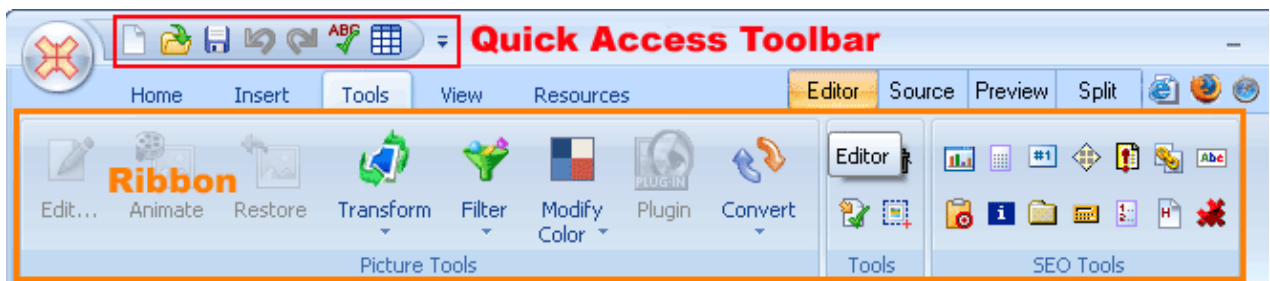 ABC
Quick Access Toolbar
Home Insert Tools View Resources Editor Source Preview Split
Ribbon
PLUG-IN
Editor
#1
Abc
Edit... Animate Restore Transform Filter Modify Color Plugin Convert
i
H
Picture Tools Tools SEO Tools